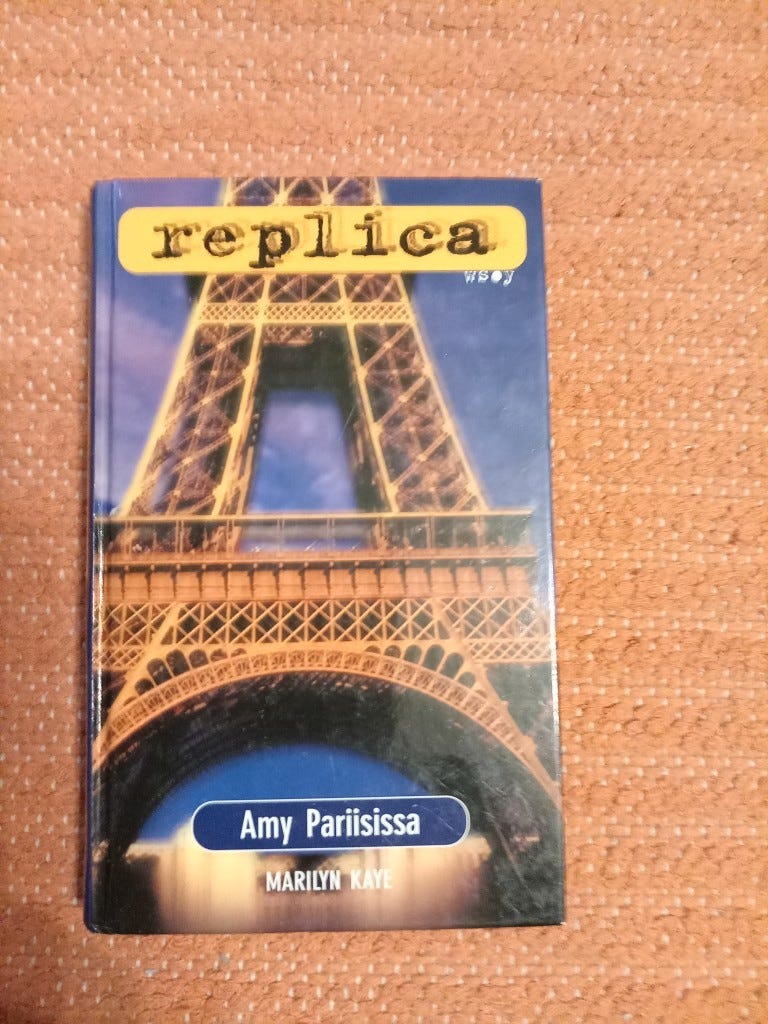 replica
wsoy
Amy Pariisissa
MARILYN KAYE